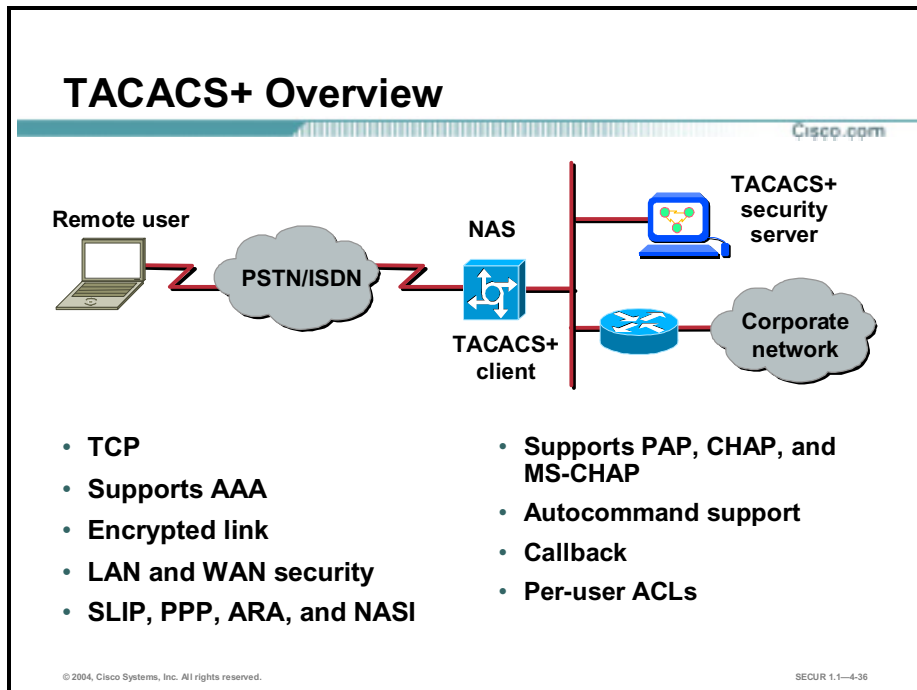 TACACS+ Overview
Cisco.com
Remote user
PSTN/ISDN
NAS
TACACS+
client
TACACS+
security
server
Corporate
network
• TCP
• Supports AAA
• Encrypted link
• LAN and WAN security
• SLIP, PPP, ARA, and NASI
• Supports PAP, CHAP, and
MS-CHAP
• Autocommand support
• Callback
• Per-user ACLs
© 2004, Cisco Systems, Inc. All rights reserved.
SECUR 1.1—4-36